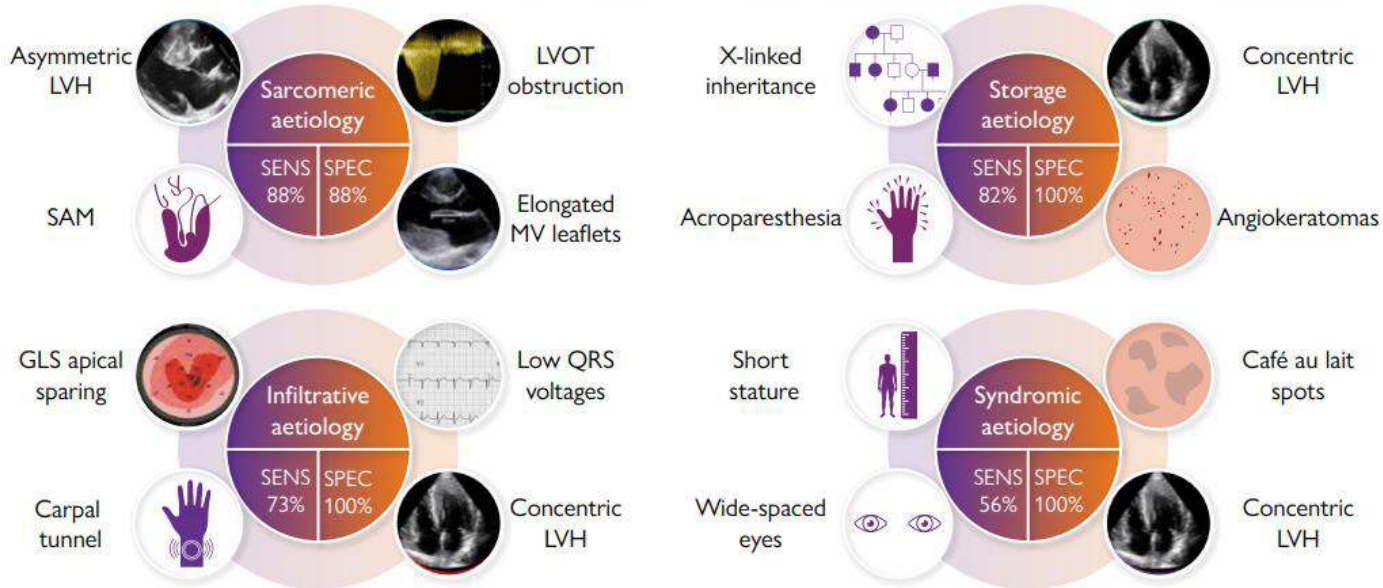 Asymmetric
LVH
Sarcomeric
aetiology
LVOT
obstruction
SENS
88%
SPEC
88%
SAM
Elongated
MV leaflets
X-linked
inheritance
Storage
aetiology
Concentric
LVH
SENS
82%
SPEC
100%
Acroparesthesia
Angiokeratomas
GLS apical
sparing
Infiltrative
aetiology
Low QRS
voltages
SENS
73%
SPEC
100%
Carpal
tunnel
Concentric
LVH
Short
stature
Syndromic
aetiology
Café au lait
spots
SENS
56%
SPEC
100%
Wide-spaced
eyes
Concentric
LVH